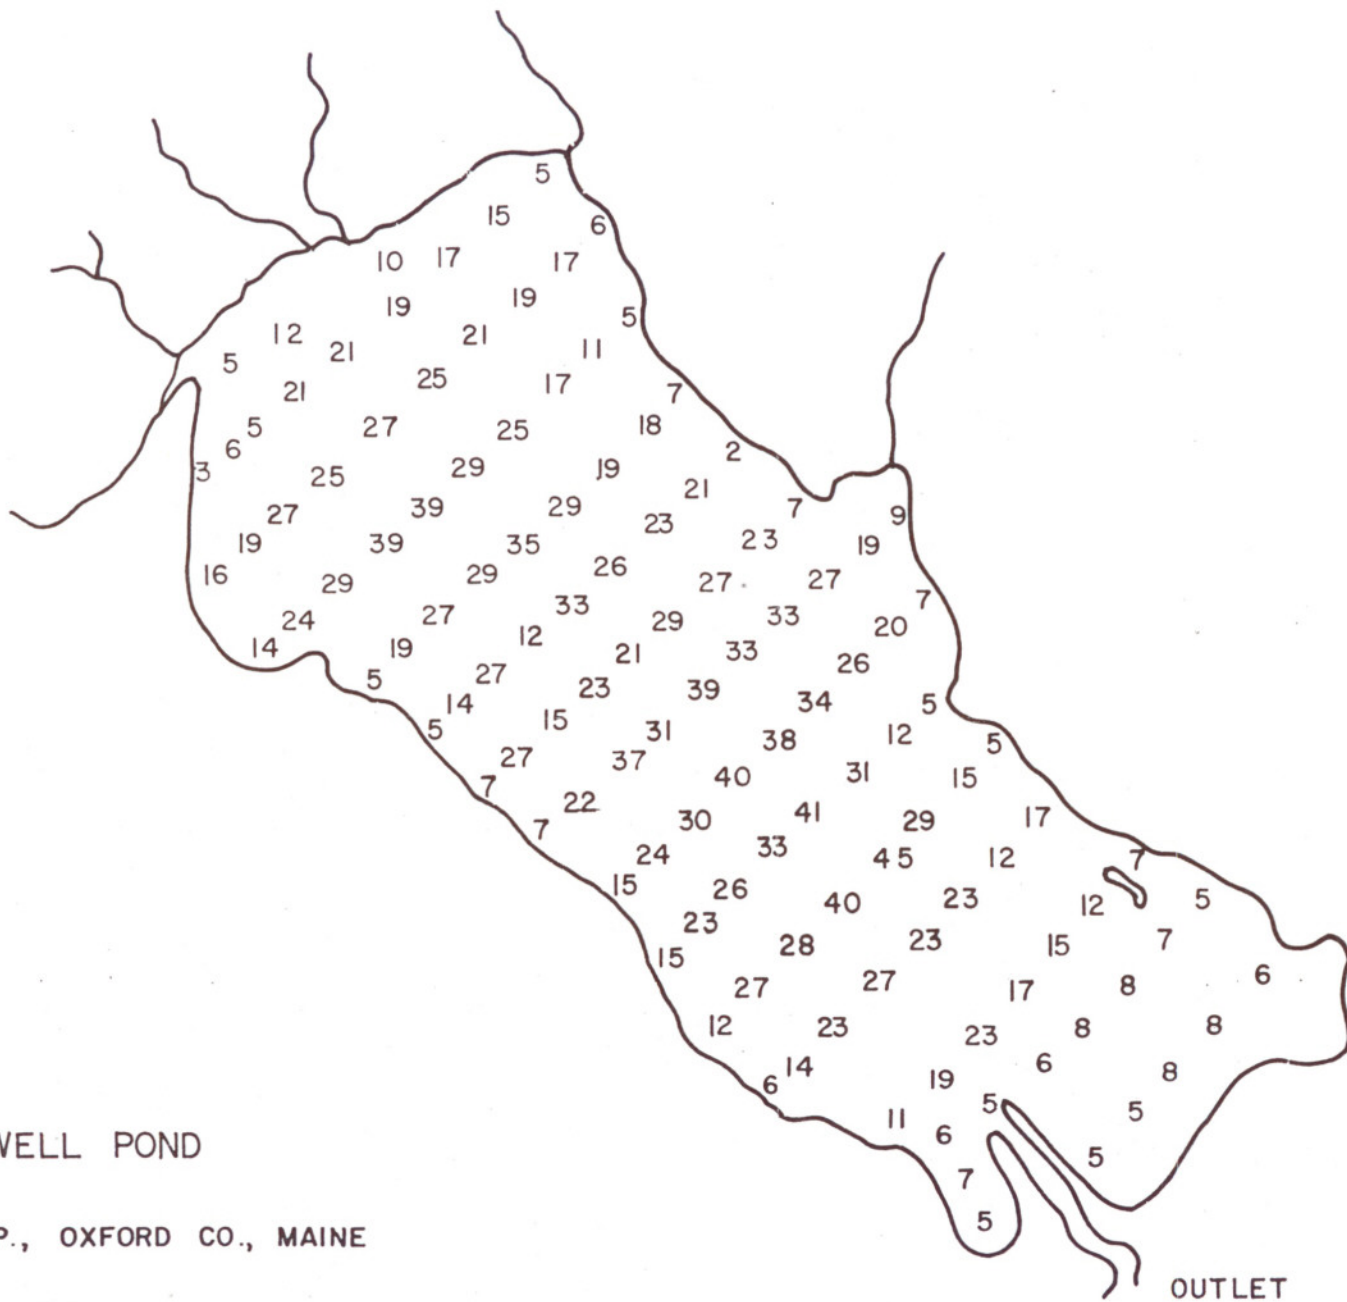 5
15 6
10 17 17
19 19 5
12 21 21 11
5 21 25 17 7
5 27 25 18
6 2
3 25 29 19 21
27 39 29 23 7 9
19 39 35 23 19
16 29 29 26 27 27 7
24 27 33 29 33 20
14 19 12 21 33 26
5 27 23 39 34 5
14 15 31 38 12 5
5 27 37 40 31 15
7 22 30 41 29 17
7 24 33 45 12 7
15 26 40 23 12 5
23 28 23 15 7
15 27 27 17 8 6
12 23 23 8 8
14 19 6 8
6 11 5 5
WELL POND 6 5
7
P., OXFORD CO., MAINE 5
OUTLET